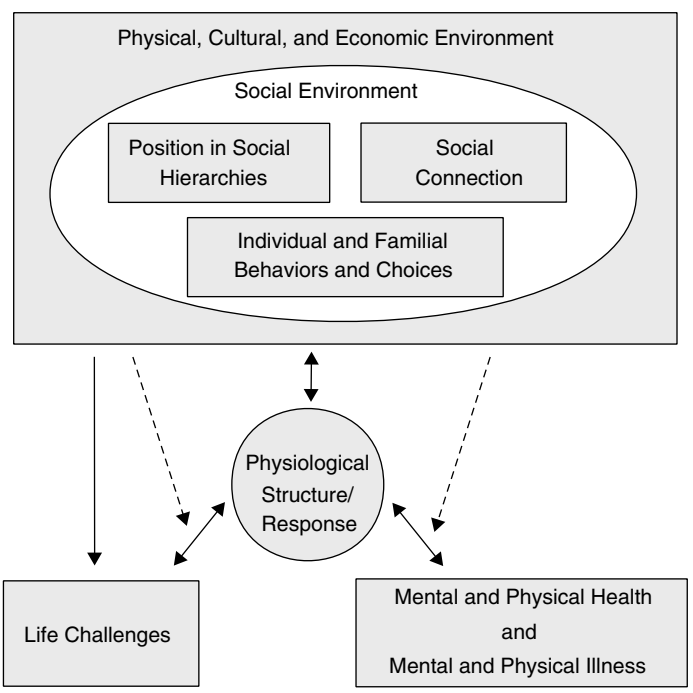 Physical, Cultural, and Economic Environment
Social Environment
Position in Social
Hierarchies
Social
Connection
Individual and Familial
Behaviors and Choices
Physiological
Structure/
Response
Life Challenges
Mental and Physical Health
and
Mental and Physical Illness